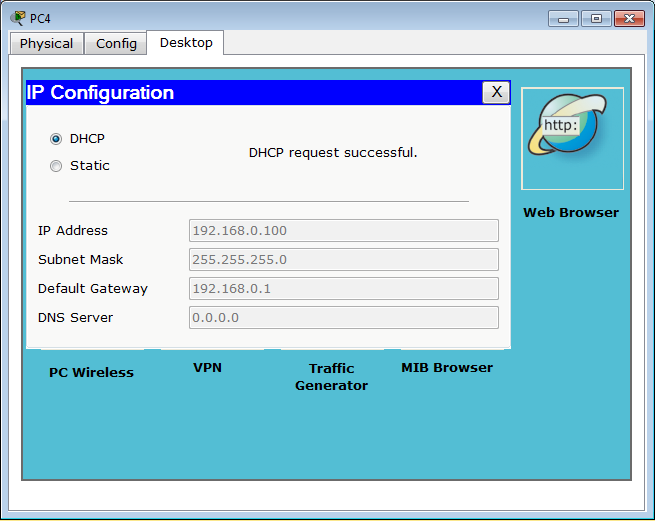 PC4
Physical Config Desktop
IP Configuration X
http:
DHCP
DHCP request successful.
Static
Web Browser
IP Address 192.168.0.100
Subnet Mask 255.255.255.0
Default Gateway 192.168.0.1
DNS Server 0.0.0.0
PC Wireless
VPN
Traffic
Generator
MIB Browser